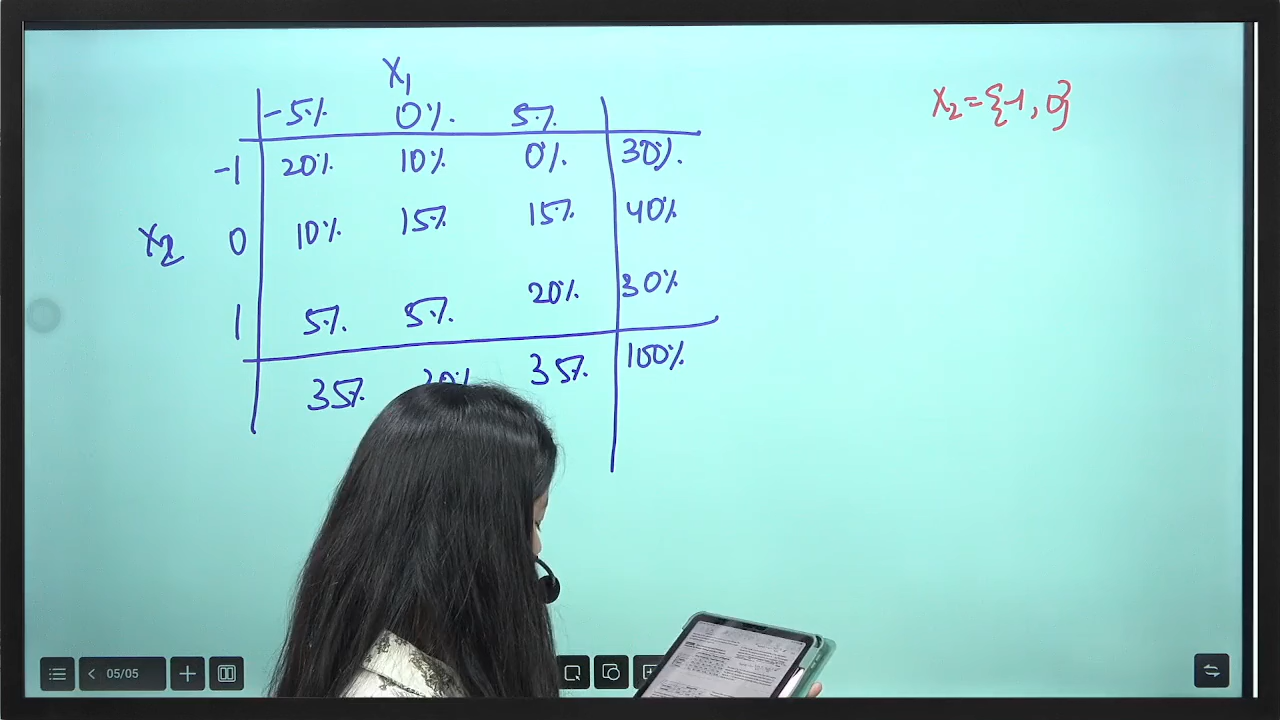 X₁
-5% 0% 5%
X₂={-1, 0}
-1 20% 10% 0% 30%
X₂ 0 10% 15% 15% 40%
1 5% 5% 20% 30%
35% 30% 35% 100%
05/05